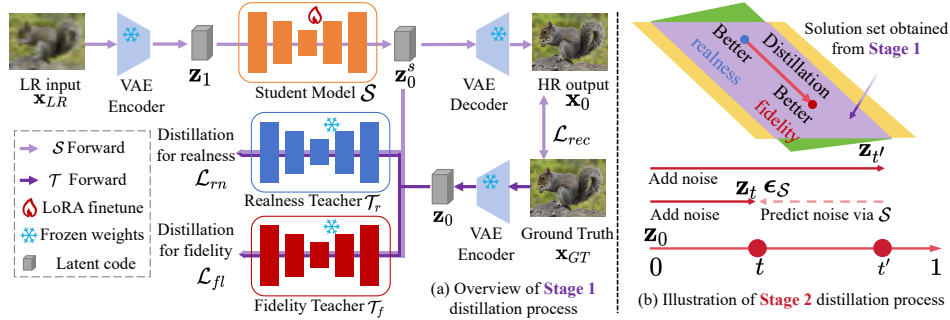 LR input
x_LR
VAE
Encoder
z_1
Student Model S
z_0^s
VAE
Decoder
HR output
x_0
S Forward
T Forward
LoRA finetune
Frozen weights
Latent code
Distillation
for realness
L_rn
Realness Teacher T_r
Distillation
for fidelity
L_fl
Fidelity Teacher T_f
z_0
VAE
Encoder
L_rec
Ground Truth
x_GT
(a) Overview of Stage 1
distillation process
Solution set obtained
from Stage 1
Better
realness
Distillation
Better
fidelity
z_t'
Add noise
z_t ϵ_S
Add noise
Predict noise via S
z_0
0
t
t'
1
(b) Illustration of Stage 2 distillation process